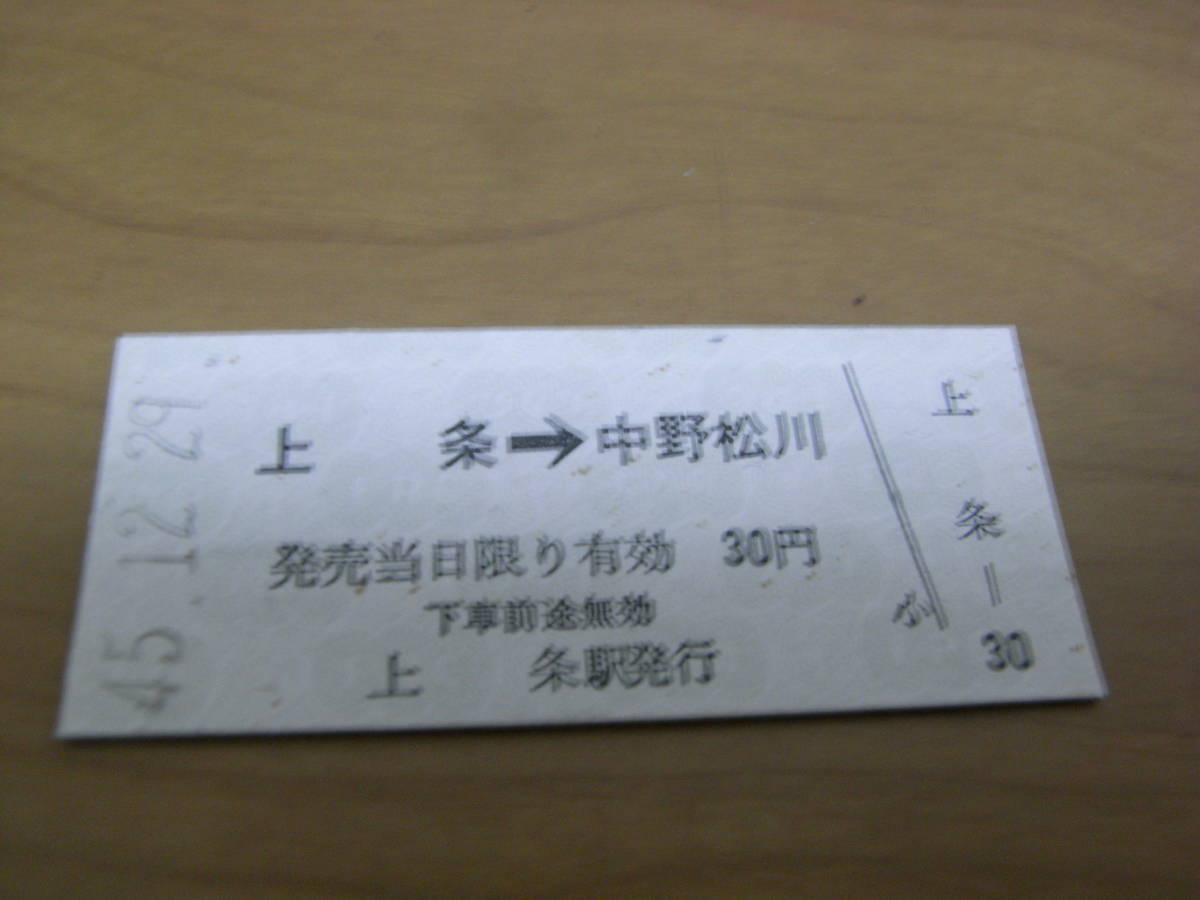 45.12.29
上　条➡中野松川
発売当日限り有効　30円
下車前途無効
上　条駅発行
小
上
条
｜
30